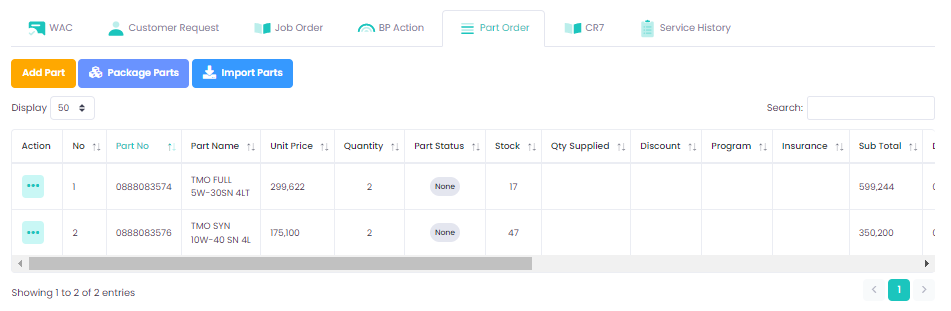 WAC Customer Request Job Order BP Action Part Order CR7 Service History
Add Part Package Parts Import Parts
Display 50 Search:
Action No Part No Part Name Unit Price Quantity Part Status Stock Qty Supplied Discount Program Insurance Sub Total
1 0888083574 TMO FULL 299,622 2 None 17 599,244
5W-30SN 4LT
2 0888083576 TMO SYN 175,100 2 None 47 350,200
10W-40 SN 4L
Showing 1 to 2 of 2 entries 1